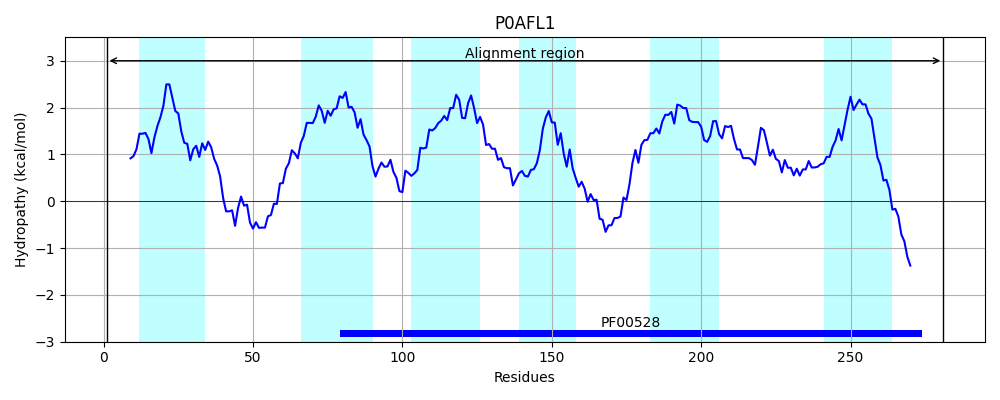 P0AFL1
Alignment region
3
2
1
0
−1
−2
−3
Hydropathy (kcal/mol)
PF00528
0 50 100 150 200 250
Residues